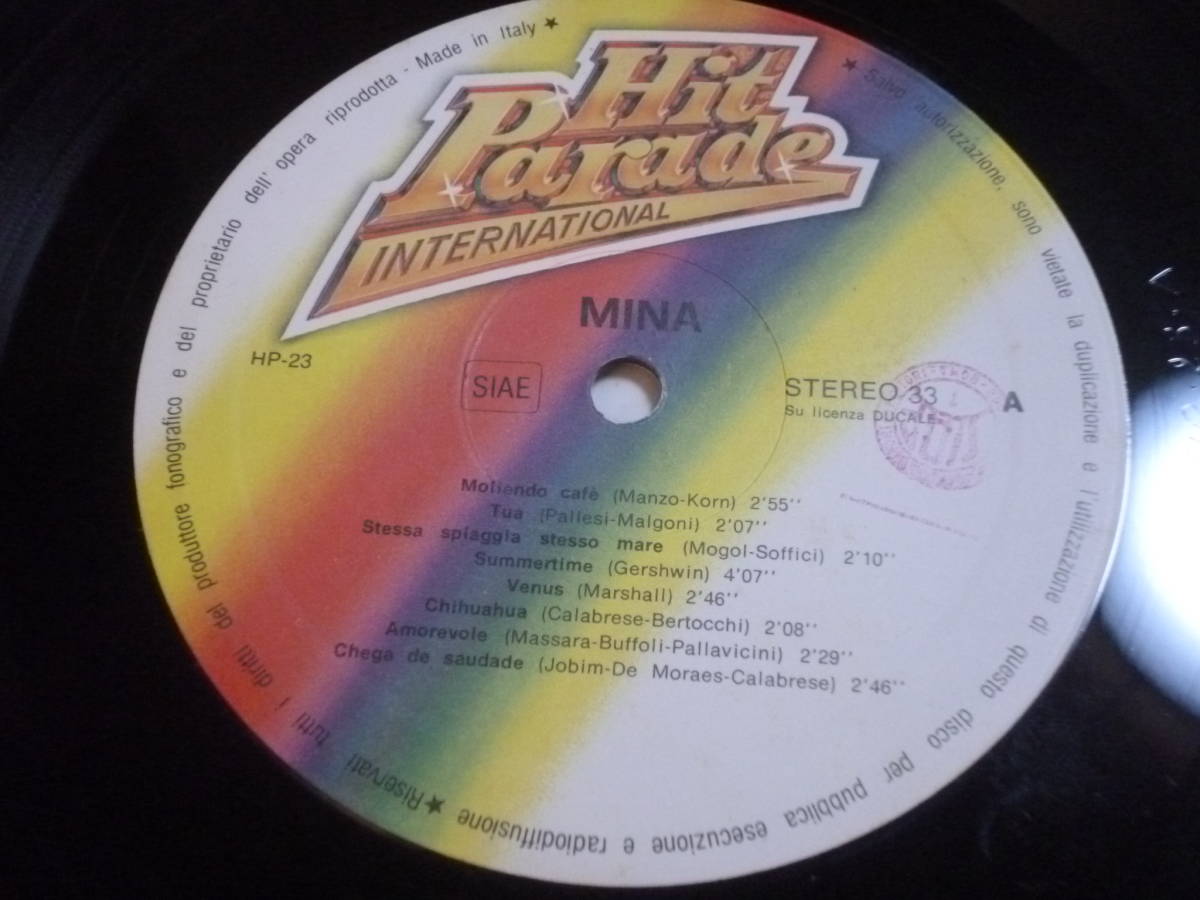 Hit
Parade
INTERNATIONAL
MINA
HP-23
SIAE
STEREO 33
Su licenza DUCALE
A
Moliendo cafè (Manzo-Korn) 2'55''
Tua (Pallesi-Malgoni) 2'07''
Stessa spiaggia stesso mare (Mogol-Soffici) 2'10''
Summertime (Gershwin) 4'07''
Venus (Marshall) 2'46''
Chihuahua (Calabrese-Bertocchi) 2'08''
Amorevole (Massara-Buffoli-Pallavicini) 2'29''
Chega de saudade (Jobim-De Moraes-Calabrese) 2'46''
★ Riservati tutti i diritti del produttore fonografico e del proprietario dell' opera riprodotta - Made in Italy ★
★ Salvo autorizzazione, sono vietate la duplicazione e l'utilizzazione di questo disco per pubblica esecuzione e radiodiffusione